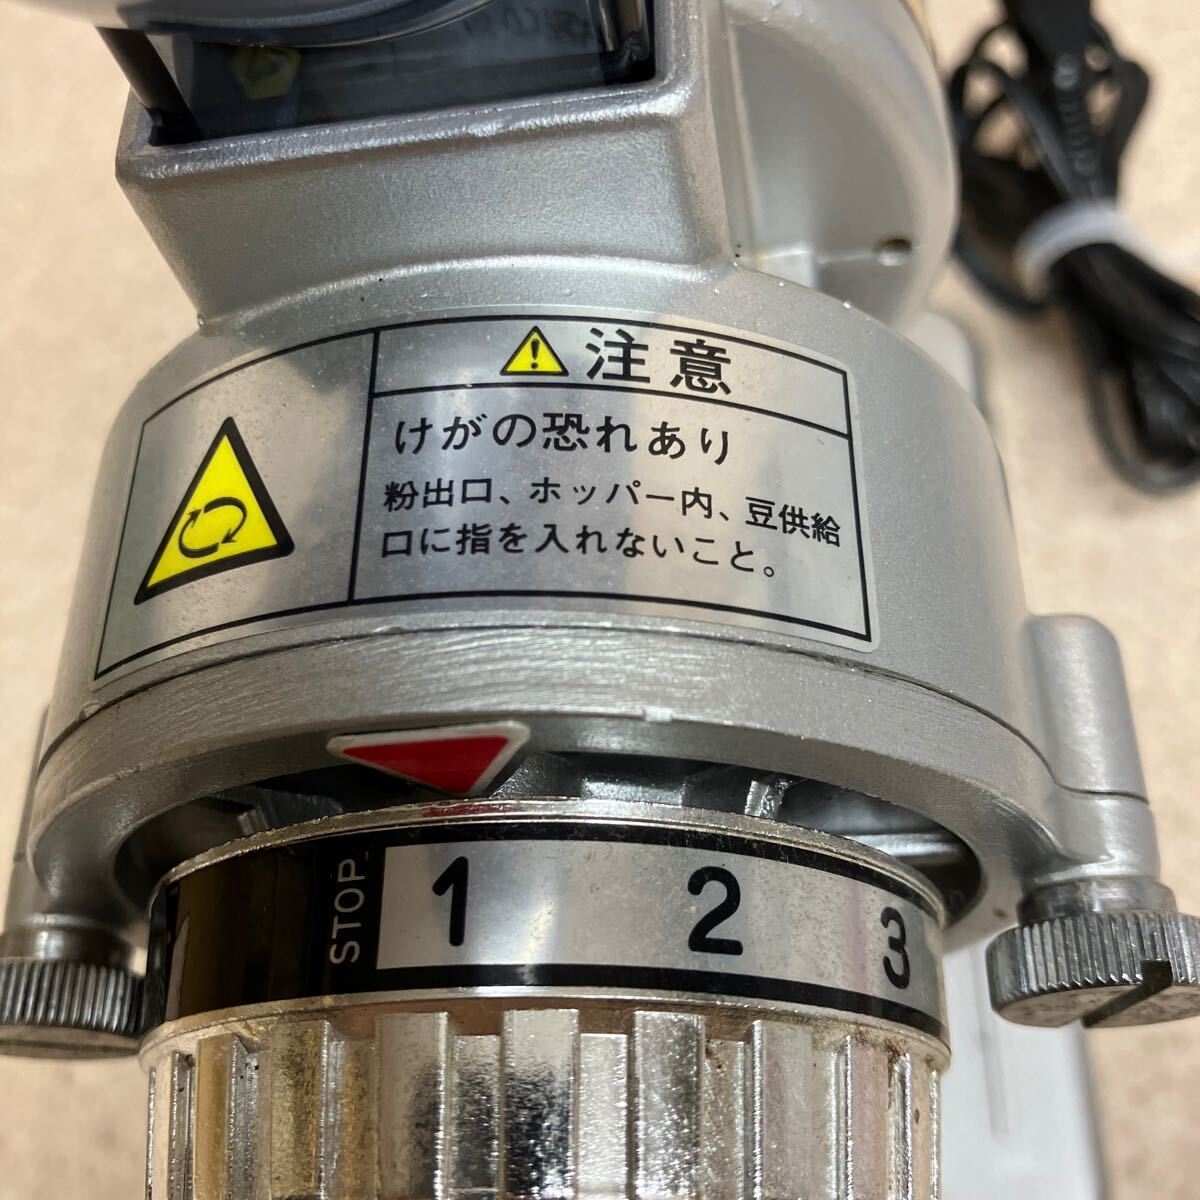 注意
けがの恐れあり
粉出口、ホッパー内、豆供給
口に指を入れないこと。
STOP
1 2 3